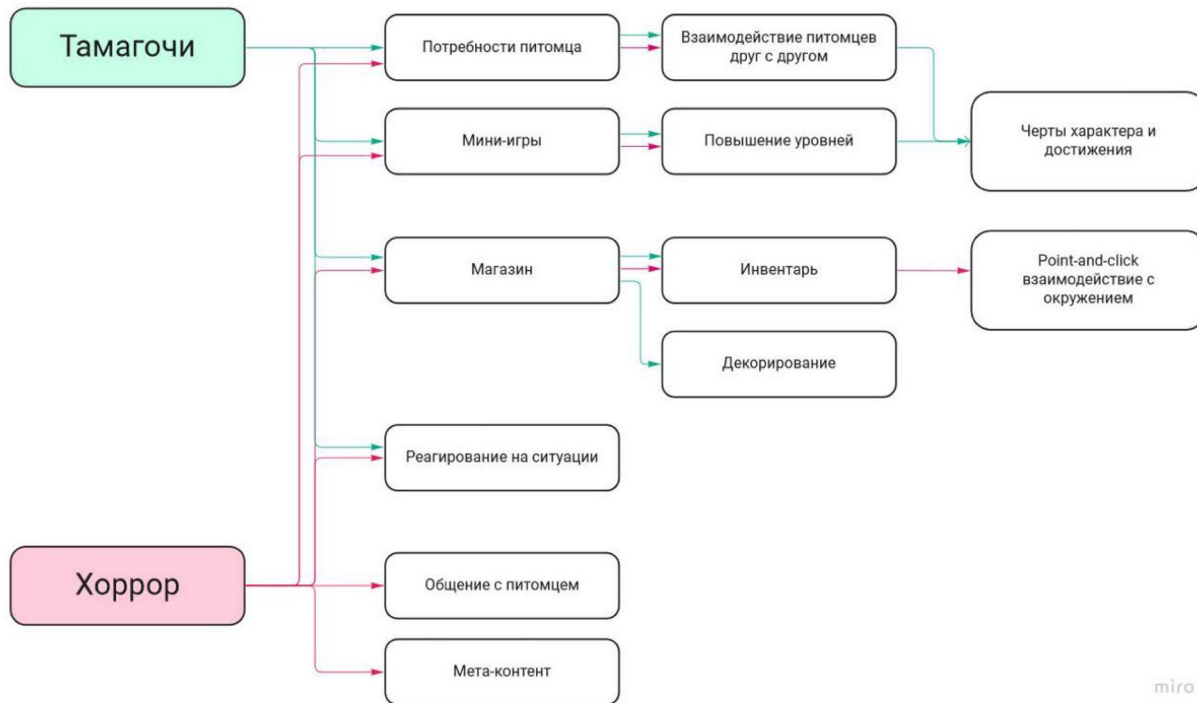 Тамагочи
Потребности питомца
Взаимодействие питомцев
друг с другом
Мини-игры
Повышение уровней
Черты характера и
достижения
Магазин
Инвентарь
Point-and-click
взаимодействие с
окружением
Декорирование
Реагирование на ситуации
Хоррор
Общение с питомцем
Мета-контент
miro